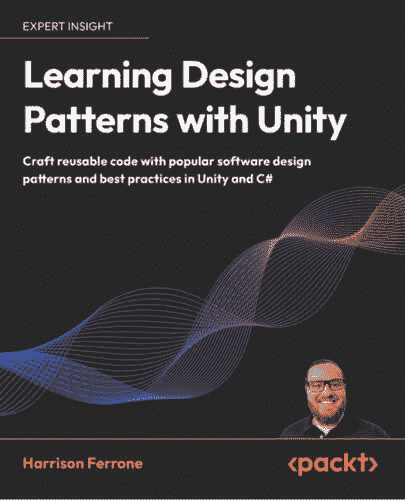 EXPERT INSIGHT
Learning Design
Patterns with Unity
Craft reusable code with popular software design
patterns and best practices in Unity and C#
Harrison Ferrone
<packt>